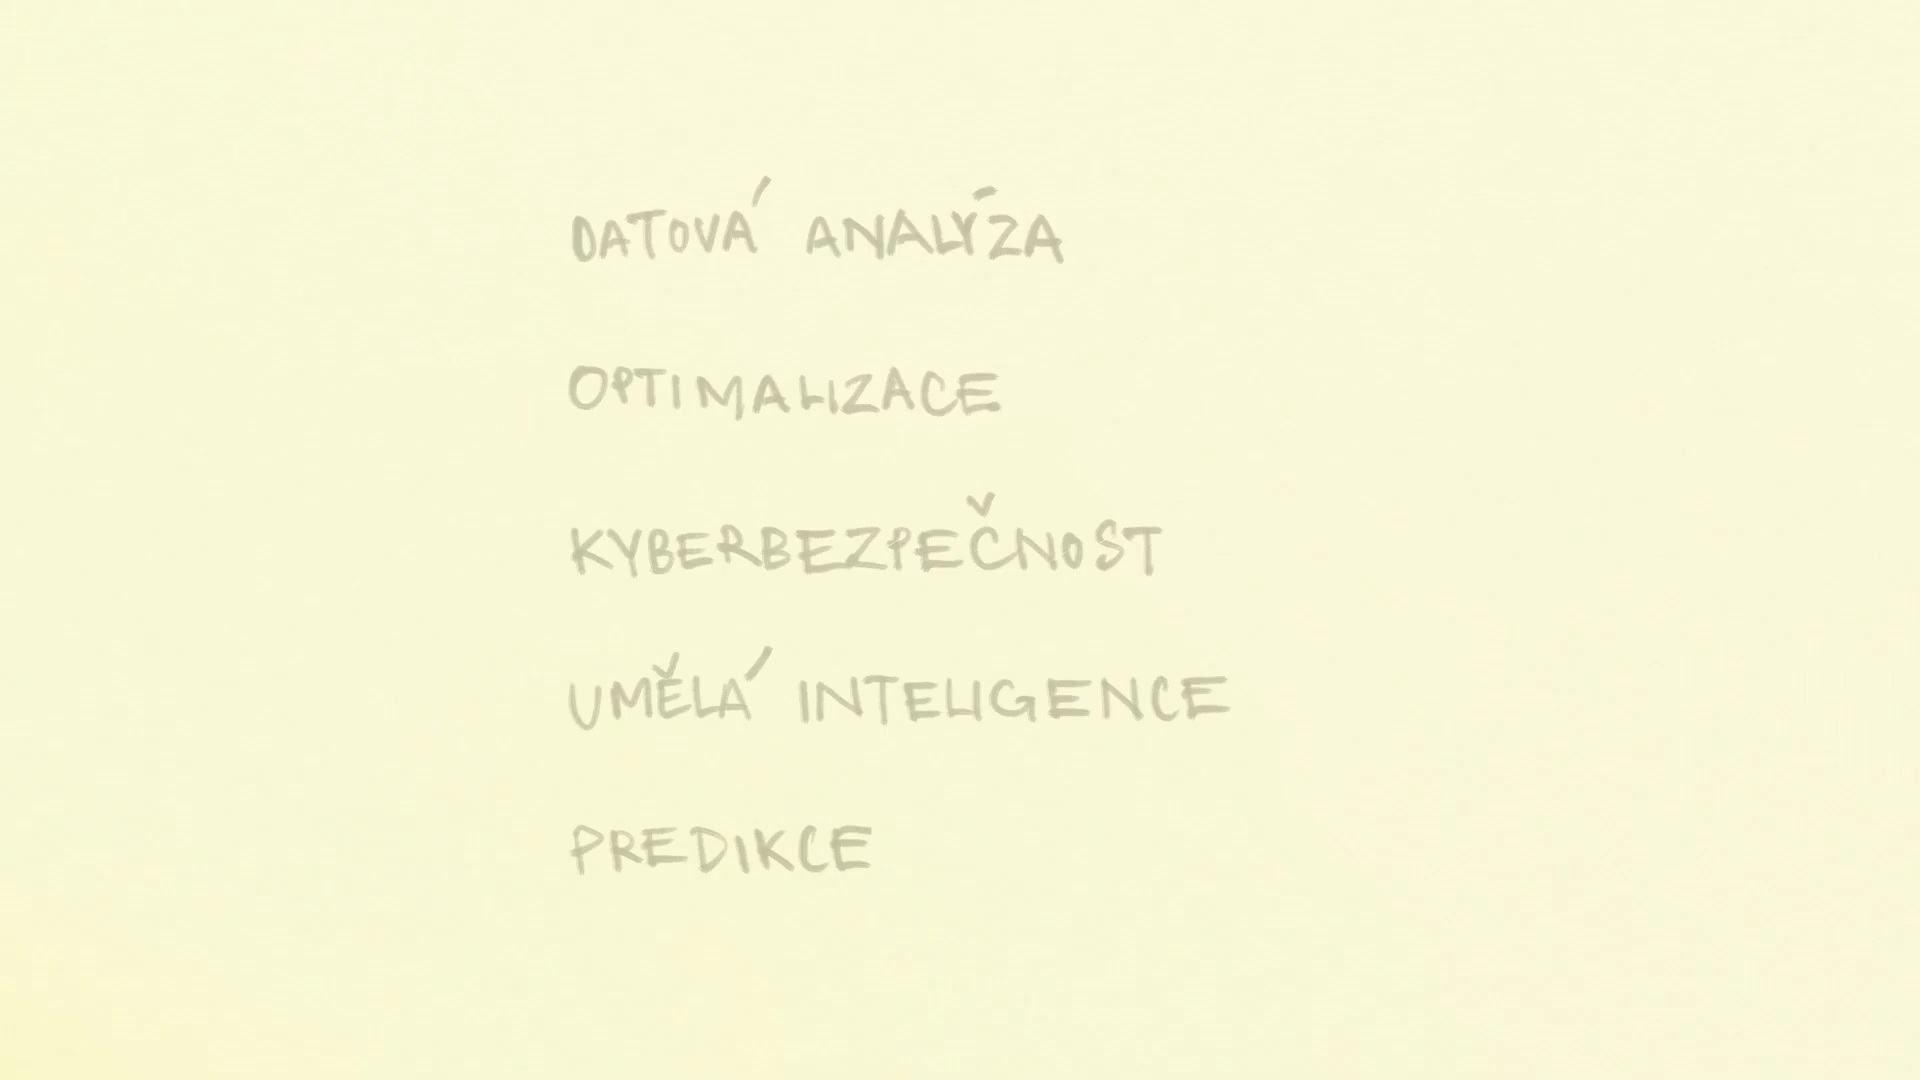 DATOVÁ ANALÝZA
OPTIMALIZACE
KYBERBEZPEČNOST
UMĚLÁ INTELIGENCE
PREDIKCE